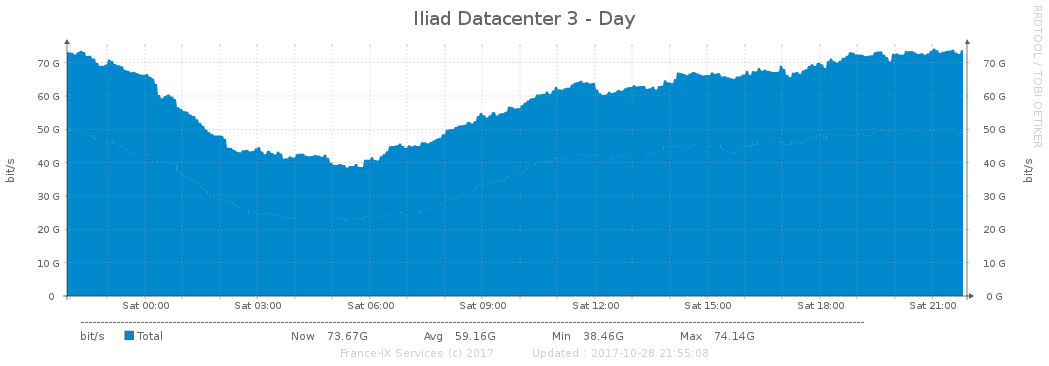 Iliad Datacenter 3 - Day
RRDTOOL / TOBI OETIKER
bit/s
70 G
60 G
50 G
40 G
30 G
20 G
10 G
0
70 G
60 G
50 G
40 G
30 G
20 G
10 G
0 G
bit/s
Sat 00:00 Sat 03:00 Sat 06:00 Sat 09:00 Sat 12:00 Sat 15:00 Sat 18:00 Sat 21:00
bit/s Total Now 73.67G Avg 59.16G Min 38.46G Max 74.14G
France-IX Services (c) 2017 Updated : 2017-10-28 21:55:08